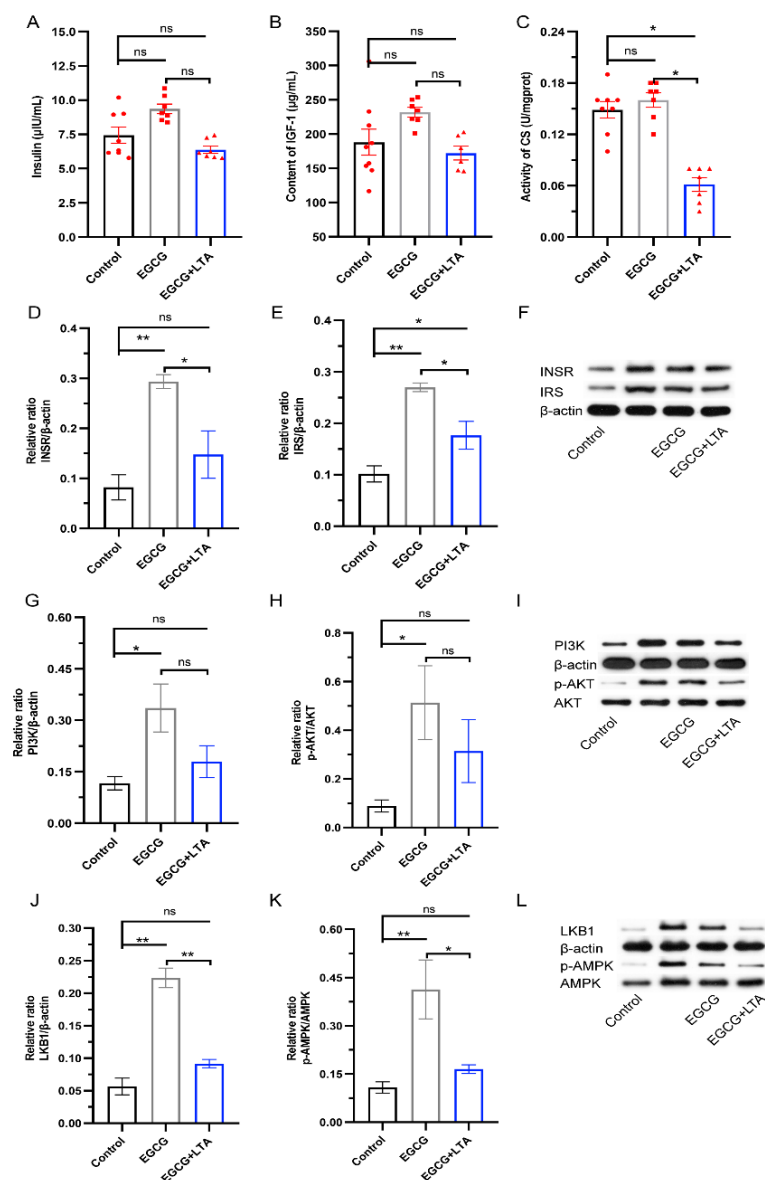 A
B
C
ns
ns
ns
Insulin (μIU/mL)
15.0
12.5
10.0
7.5
5.0
2.5
0.0
Control
EGCG
EGCG+LTA
ns
ns
ns
Content of IGF-1 (μg/mL)
300
250
200
150
100
50
Control
EGCG
EGCG+LTA
*
ns
*
Activity of CS (U/mgprot)
0.24
0.18
0.12
0.06
0.00
Control
EGCG
EGCG+LTA
D
E
F
ns
**
*
Relative ratio
INSR/β-actin
0.4
0.3
0.2
0.1
0.0
Control
EGCG
EGCG+LTA
*
**
*
Relative ratio
IRS/β-actin
0.4
0.3
0.2
0.1
0.0
Control
EGCG
EGCG+LTA
INSR
IRS
β-actin
Control
EGCG
EGCG+LTA
G
H
I
ns
*
ns
Relative ratio
PI3K/β-actin
0.60
0.45
0.30
0.15
0.00
Control
EGCG
EGCG+LTA
ns
*
ns
Relative ratio
p-AKT/AKT
0.8
0.6
0.4
0.2
0.0
Control
EGCG
EGCG+LTA
PI3K
β-actin
p-AKT
AKT
Control
EGCG
EGCG+LTA
J
K
L
ns
**
**
Relative ratio
LKB1/β-actin
0.30
0.25
0.20
0.15
0.10
0.05
0.00
Control
EGCG
EGCG+LTA
ns
**
*
Relative ratio
p-AMPK/AMPK
0.60
0.45
0.30
0.15
0.00
Control
EGCG
EGCG+LTA
LKB1
β-actin
p-AMPK
AMPK
Control
EGCG
EGCG+LTA